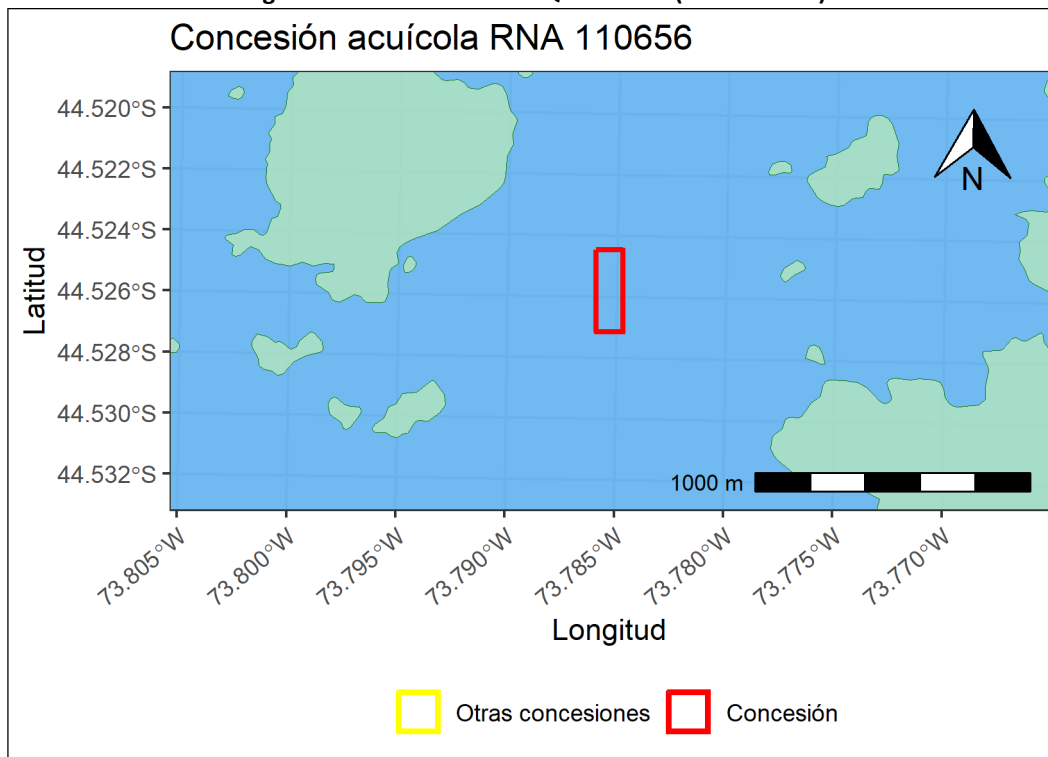 Concesión acuícola RNA 110656
44.520°S
44.522°S
44.524°S
44.526°S
44.528°S
44.530°S
44.532°S
Latitud
N
1000 m
73.805°W
73.800°W
73.795°W
73.790°W
73.785°W
73.780°W
73.775°W
73.770°W
Longitud
Otras concesiones
Concesión